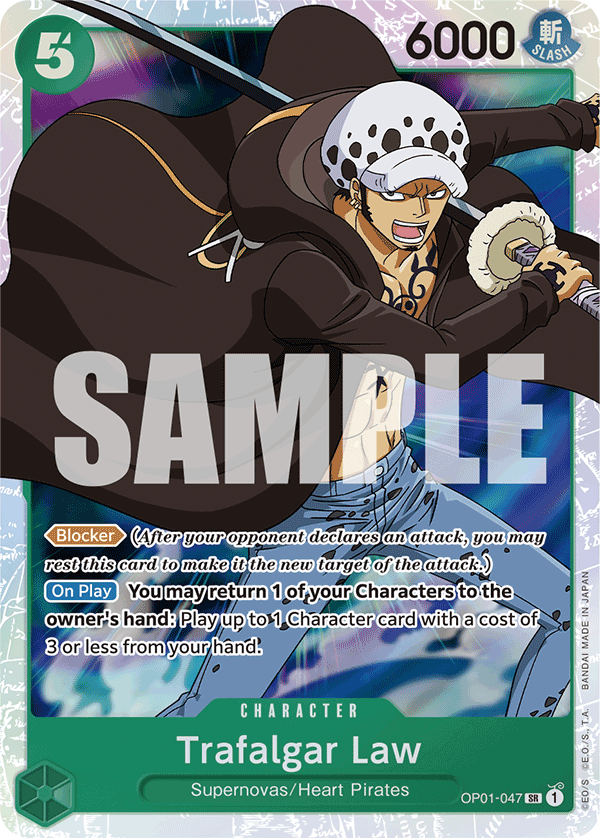 5
6000
斬
SLASH
SAMPLE
Blocker (After your opponent declares an attack, you may
rest this card to make it the new target of the attack.)
On Play You may return 1 of your Characters to the
owner's hand: Play up to 1 Character card with a cost of
3 or less from your hand.
CHARACTER
Trafalgar Law
Supernovas/Heart Pirates
OP01-047 SR 1
©E.O/S ©E.O./S., T.A. BANDAI MADE IN JAPAN